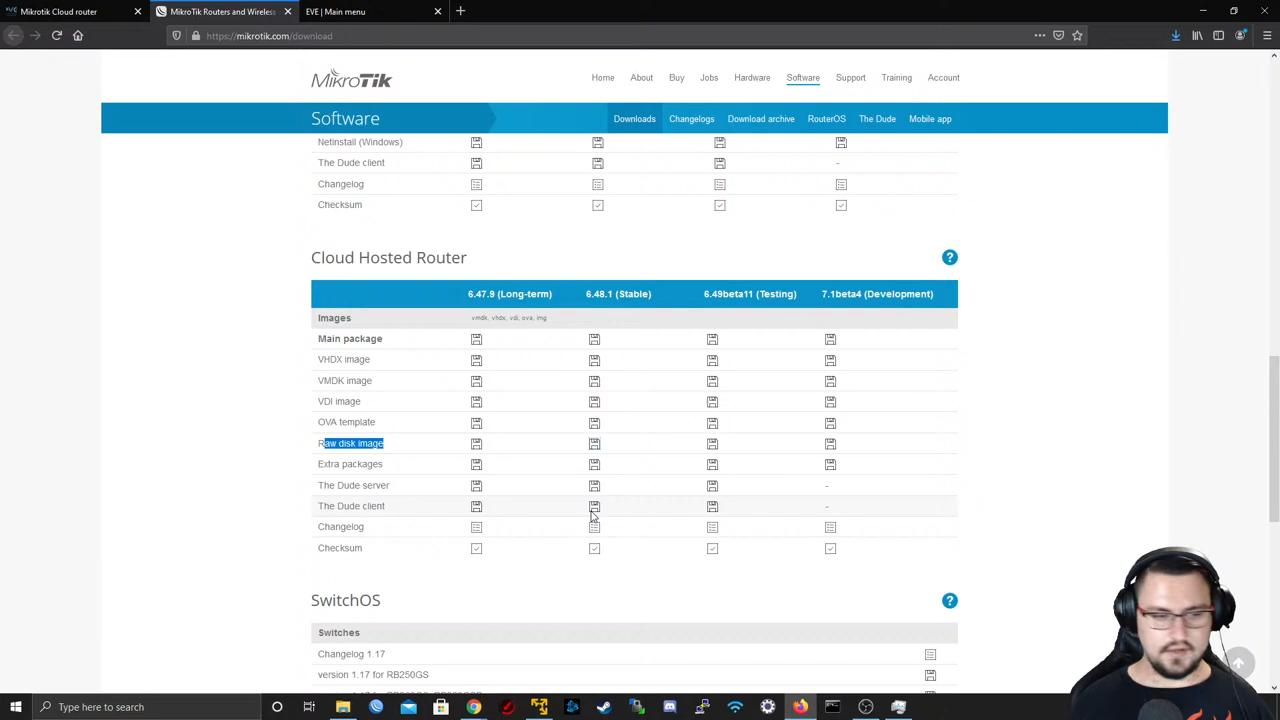 Mikrotik Cloud router
MikroTik Routers and Wireless
EVE | Main menu
https://mikrotik.com/download
MikroTik
Home About Buy Jobs Hardware Software Support Training Account
Software
Downloads Changelogs Download archive RouterOS The Dude Mobile app
Netinstall (Windows)
The Dude client -
Changelog
Checksum
Cloud Hosted Router ?
6.47.9 (Long-term) 6.48.1 (Stable) 6.49beta11 (Testing) 7.1beta4 (Development)
Images vmdk, vhdx, vdi, ova, img
Main package
VHDX image
VMDK image
VDI image
OVA template
Raw disk image
Extra packages
The Dude server -
The Dude client -
Changelog
Checksum
SwitchOS ?
Switches
Changelog 1.17
version 1.17 for RB250GS
Type here to search